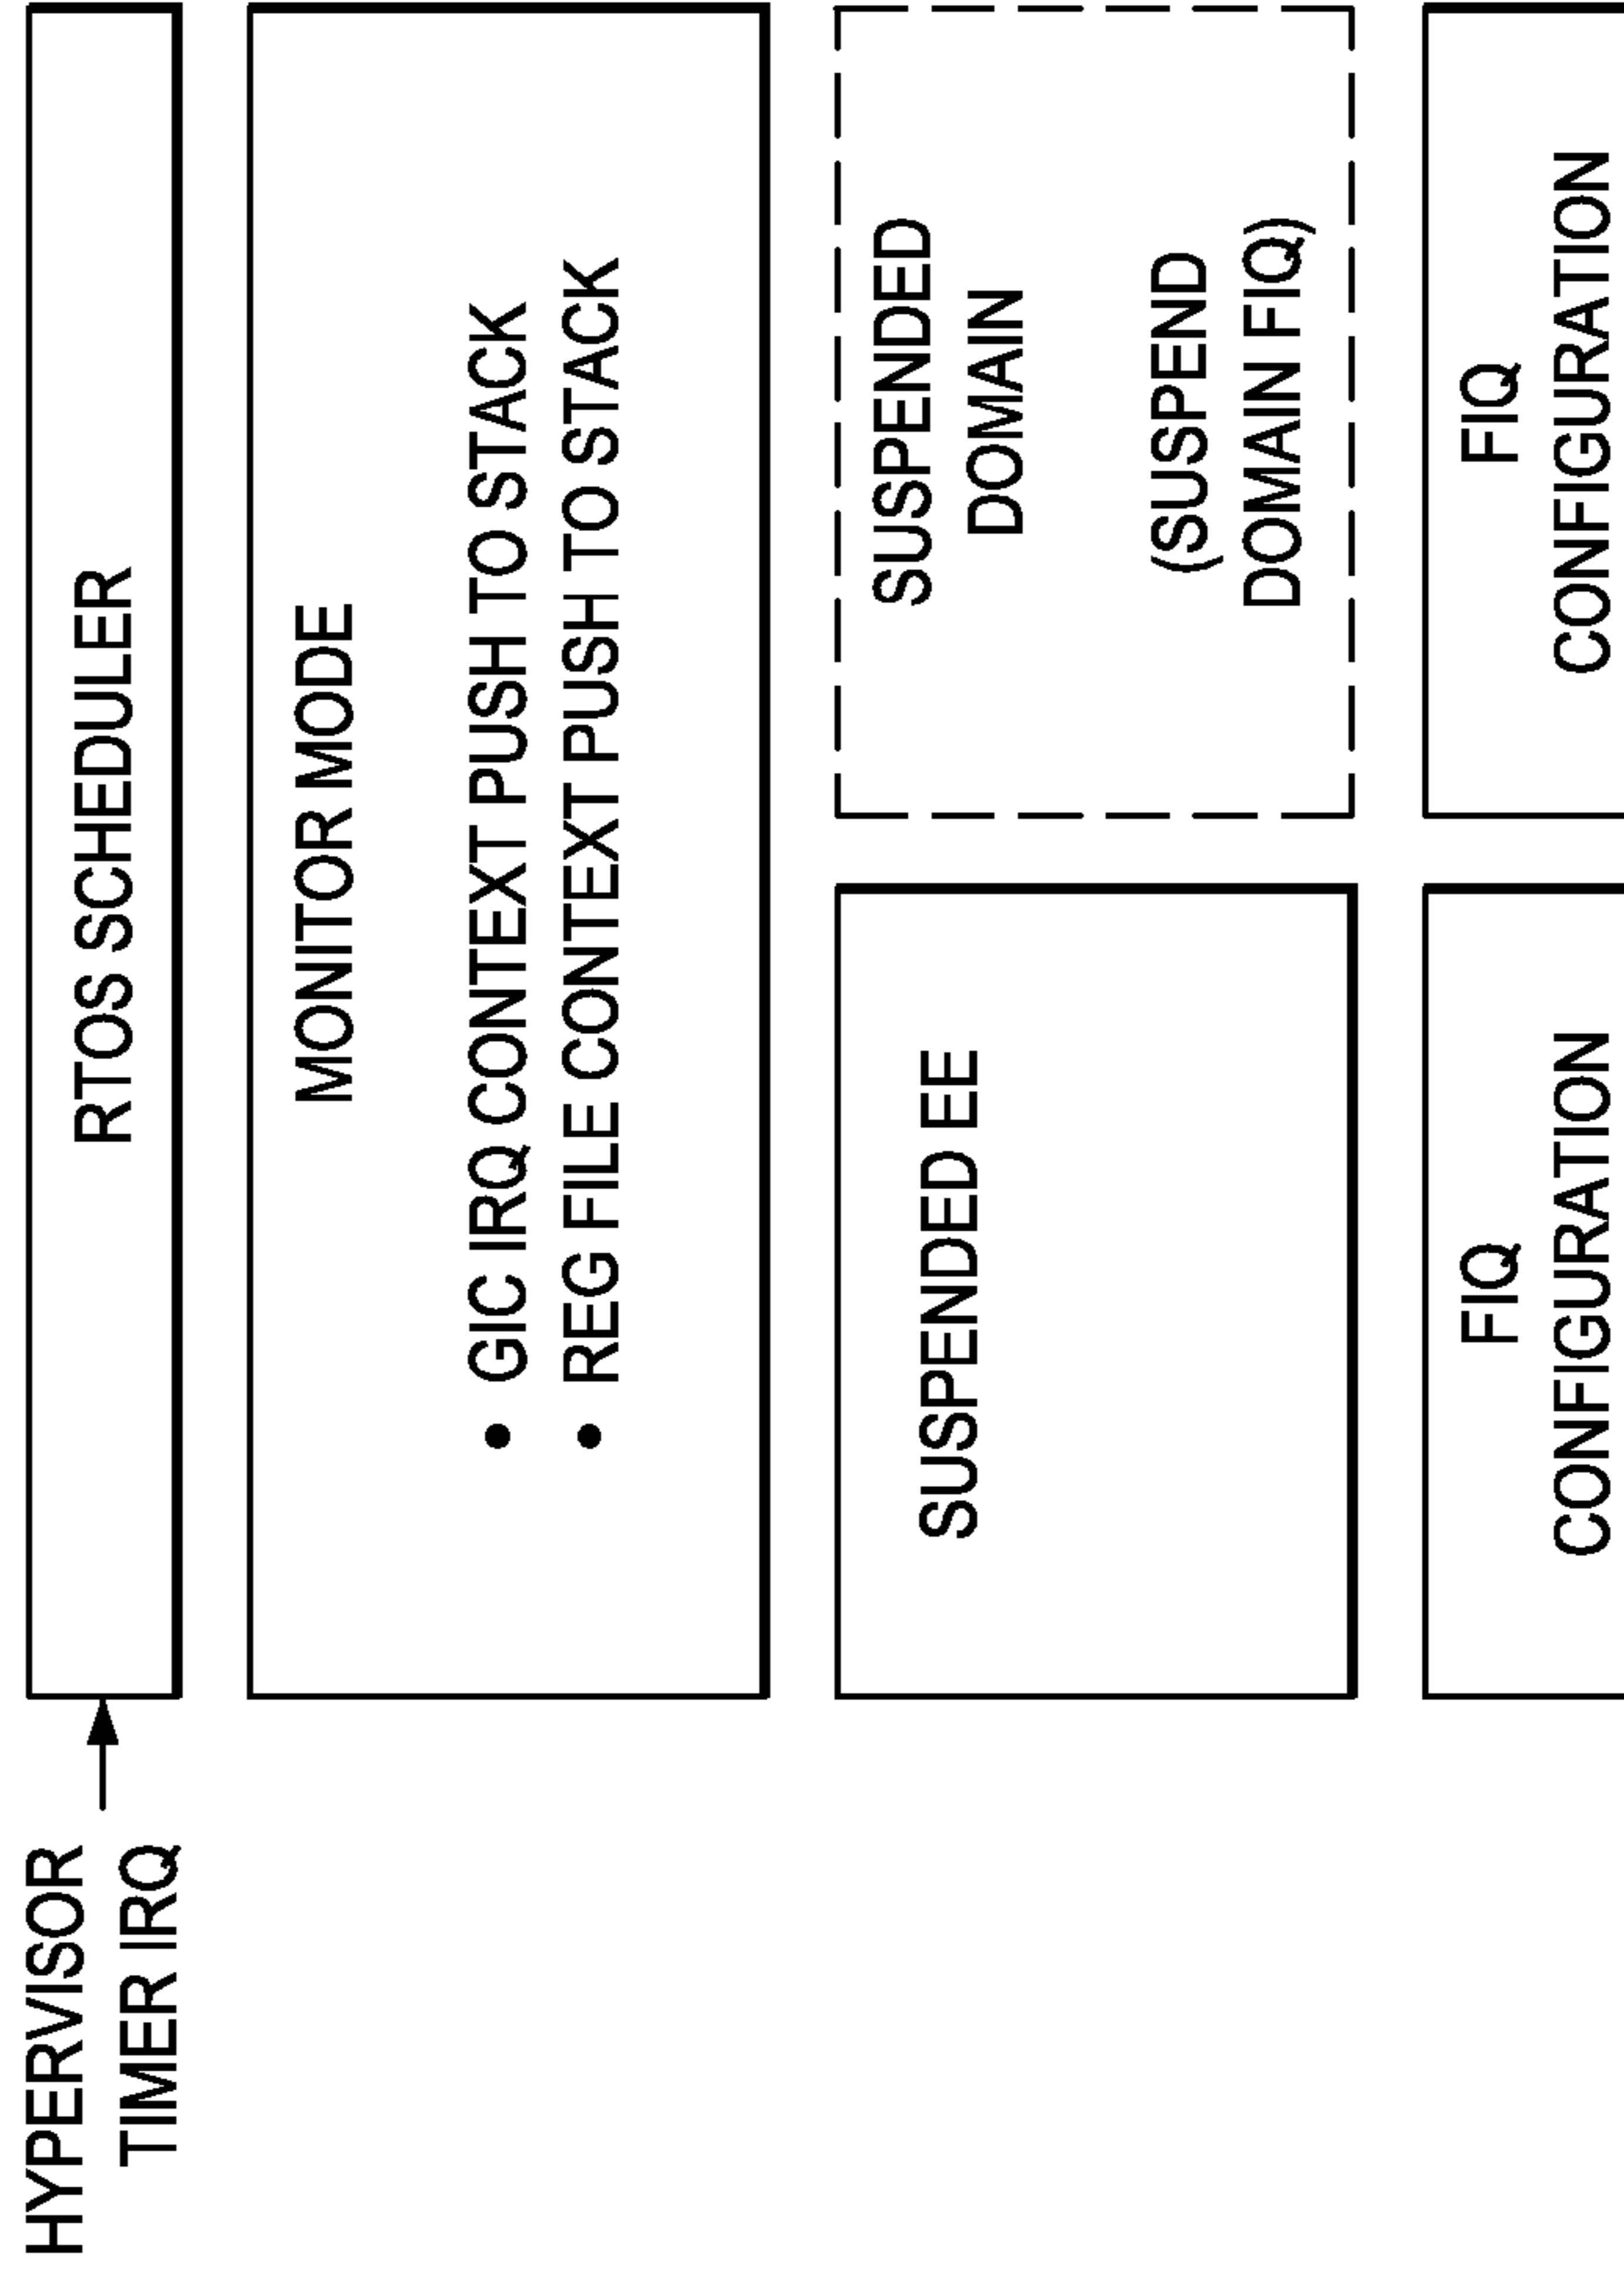 HYPERVISOR
TIMER IRQ
RTOS SCHEDULER
MONITOR MODE
• GIC IRQ CONTEXT PUSH TO STACK
• REG FILE CONTEXT PUSH TO STACK
SUSPENDED EE
SUSPENDED
DOMAIN
(SUSPEND
DOMAIN FIQ)
FIQ
CONFIGURATION
FIQ
CONFIGURATION